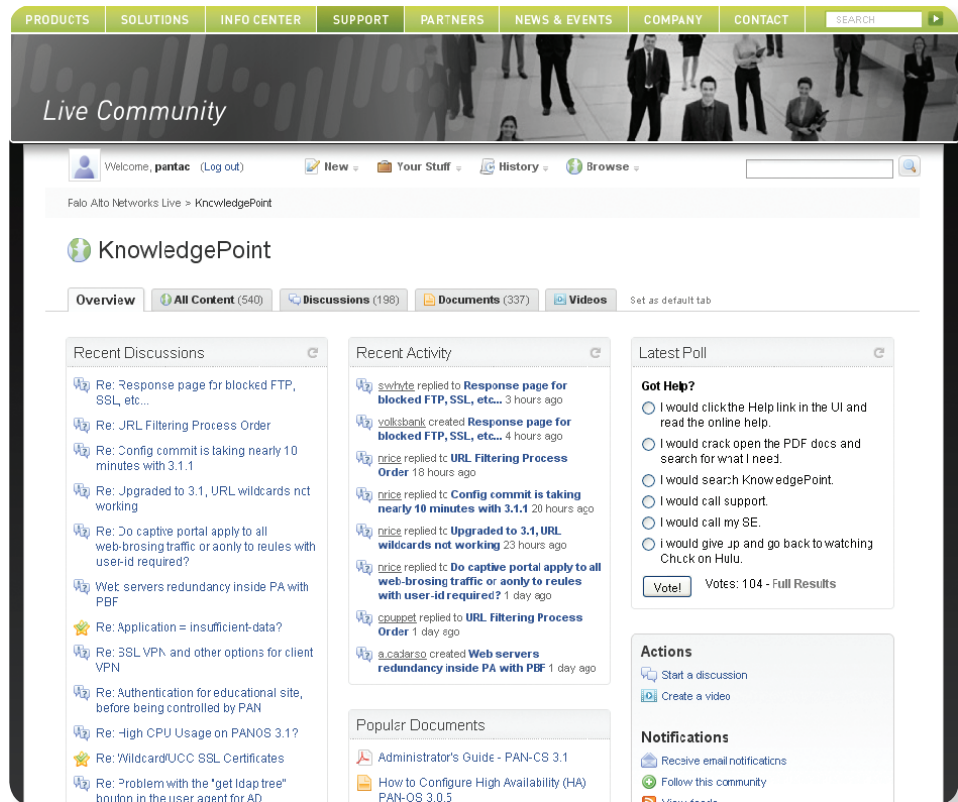 PRODUCTS SOLUTIONS INFO CENTER SUPPORT PARTNERS NEWS & EVENTS COMPANY CONTACT SEARCH
Live Community
Welcome, pantac (Log out) New Your Stuff History Browse
Palo Alto Networks Live > KnowledgePoint
KnowledgePoint
Overview All Content (540) Discussions (198) Documents (337) Videos Set as default tab
Recent Discussions
Re: Response page for blocked FTP,
SSL, etc...
Re: URL Filtering Process Order
Re: Config commit is taking nearly 10
minutes with 3.1.1
Re: Upgraded to 3.1, URL wildcards not
working
Re: Do captive portal apply to all
web-brosing traffic or aonly to reules with
user-id required?
Web servers redundancy inside PA with
PBF
Re: Application = insufficient-data?
Re: SSL VPN and other options for client
VPN
Re: Authentication for educational site,
before being controlled by PAN
Re: High CPU Usage on PANOS 3.1?
Re: Wildcard/UCC SSL Certificates
Re: Problem with the "get ldap tree"
bouton in the user agent for AD
Recent Activity
swhyte replied to Response page for
blocked FTP, SSL, etc... 3 hours ago
volksbank created Response page for
blocked FTP, SSL, etc... 4 hours ago
nrice replied to URL Filtering Process
Order 18 hours ago
nrice replied to Config commit is taking
nearly 10 minutes with 3.1.1 20 hours ago
nrice replied to Upgraded to 3.1, URL
wildcards not working 23 hours ago
nrice replied to Do captive portal apply to all
web-brosing traffic or aonly to reules
with user-id required? 1 day ago
cpuppet replied to URL Filtering Process
Order 1 day ago
a.cadarso created Web servers
redundancy inside PA with PBF 1 day ago
Popular Documents
Administrator's Guide - PAN-OS 3.1
How to Configure High Availability (HA)
PAN-OS 3.0.5
Latest Poll
Got Help?
I would click the Help link in the UI and
read the online help.
I would crack open the PDF docs and
search for what I need.
I would search KnowledgePoint.
I would call support.
I would call my SE.
i would give up and go back to watching
Chuck on Hulu.
Vote! Votes: 104 - Full Results
Actions
Start a discussion
Create a video
Notifications
Receive email notifications
Follow this community
View feeds